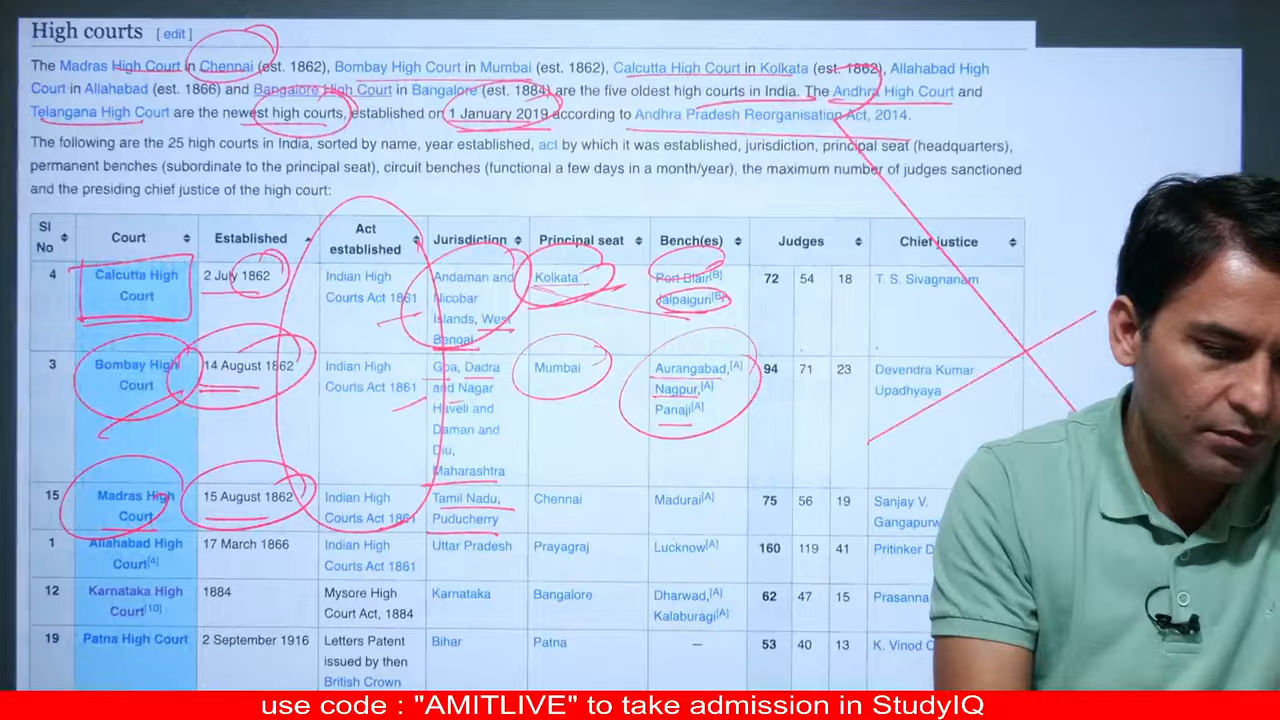 High courts [ edit ]
The Madras High Court in Chennai (est. 1862), Bombay High Court in Mumbai (est. 1862), Calcutta High Court in Kolkata (est. 1862), Allahabad High
Court in Allahabad (est. 1866) and Bangalore High Court in Bangalore (est. 1884) are the five oldest high courts in India. The Andhra High Court and
Telangana High Court are the newest high courts, established on 1 January 2019 according to Andhra Pradesh Reorganisation Act, 2014.
The following are the 25 high courts in India, sorted by name, year established, act by which it was established, jurisdiction, principal seat (headquarters),
permanent benches (subordinate to the principal seat), circuit benches (functional a few days in a month/year), the maximum number of judges sanctioned
and the presiding chief justice of the high court:
Sl No Court Established Act established Jurisdiction Principal seat Bench(es) Judges Chief justice
4 Calcutta High Court 2 July 1862 Indian High Courts Act 1861 Andaman and Nicobar Islands, West Bengal Kolkata Port Blair[B] Jalpaiguri[B] 72 54 18 T. S. Sivagnanam
3 Bombay High Court 14 August 1862 Indian High Courts Act 1861 Goa, Dadra and Nagar Haveli and Daman and Diu, Maharashtra Mumbai Aurangabad,[A] Nagpur,[A] Panaji[A] 94 71 23 Devendra Kumar Upadhyaya
15 Madras High Court 15 August 1862 Indian High Courts Act 1861 Tamil Nadu, Puducherry Chennai Madurai[A] 75 56 19 Sanjay V. Gangapurw
1 Allahabad High Court[4] 17 March 1866 Indian High Courts Act 1861 Uttar Pradesh Prayagraj Lucknow[A] 160 119 41 Pritinker D
12 Karnataka High Court[10] 1884 Mysore High Court Act, 1884 Karnataka Bangalore Dharwad,[A] Kalaburagi[A] 62 47 15 Prasanna
19 Patna High Court 2 September 1916 Letters Patent issued by then British Crown Bihar Patna — 53 40 13 K. Vinod C
use code : "AMITLIVE" to take admission in StudyIQ